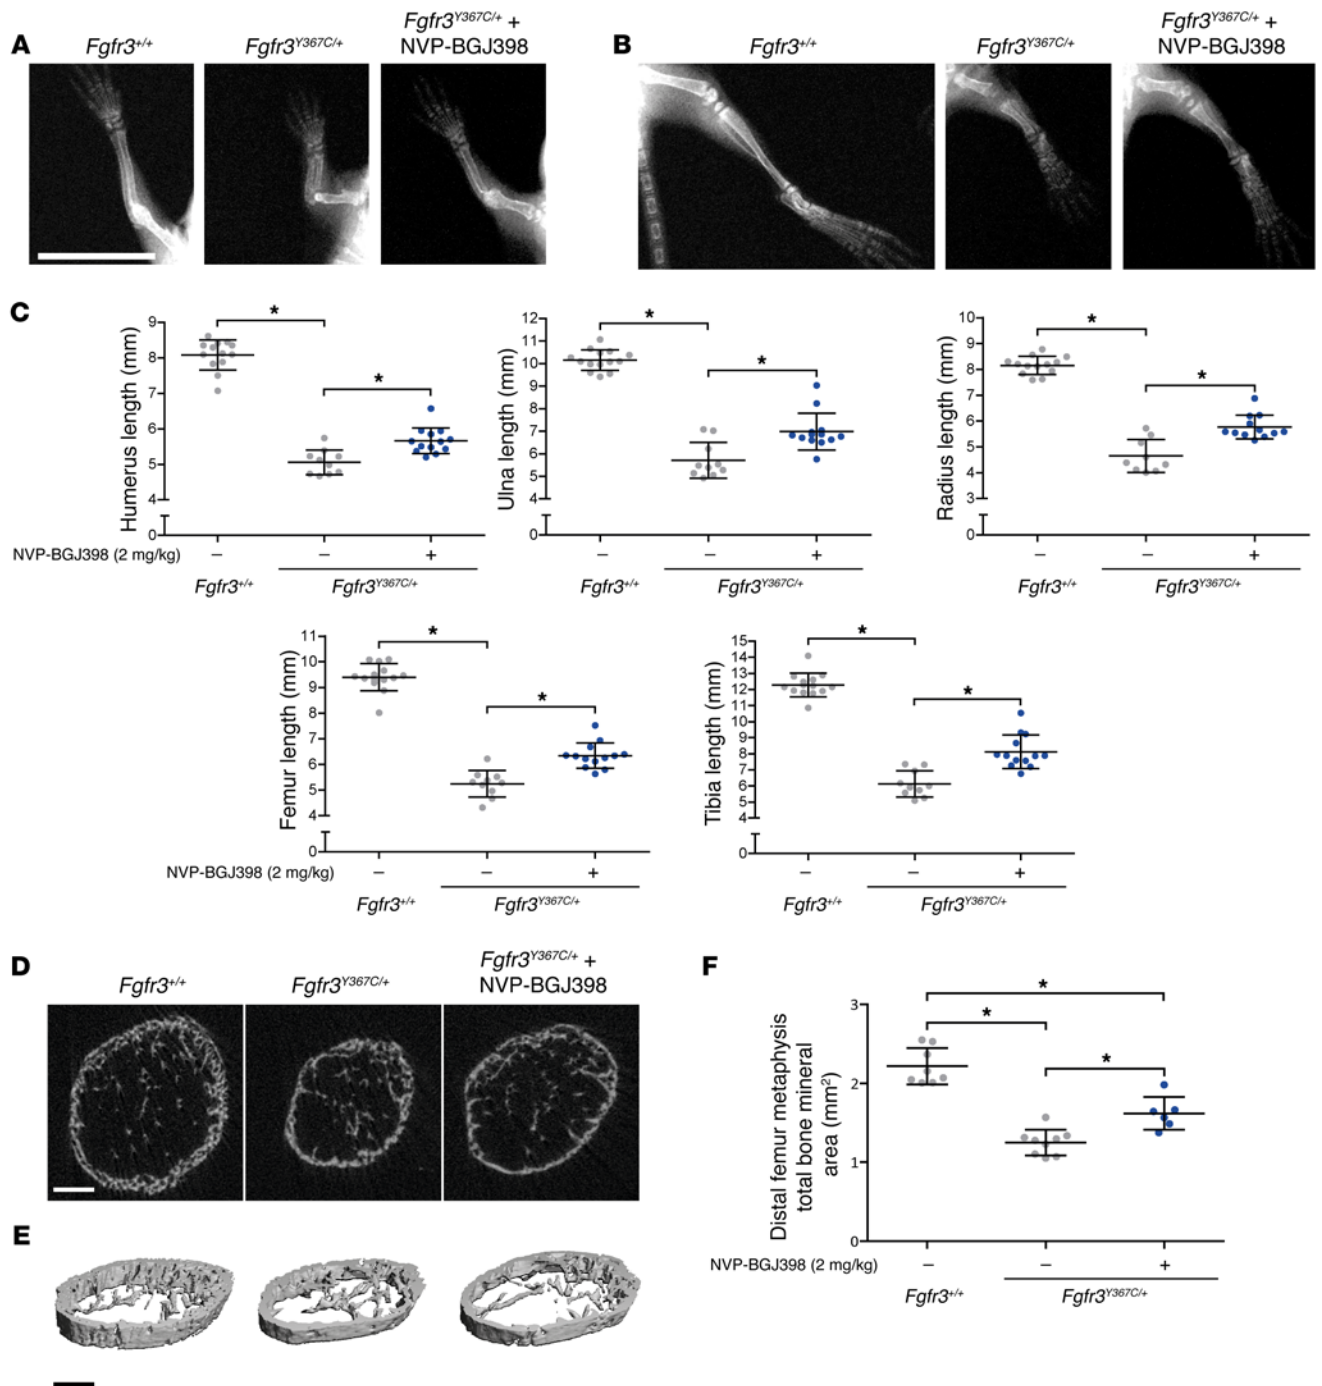 A
Fgfr3+/+
Fgfr3Y367C/+
Fgfr3Y367C/+ +
NVP-BGJ398
B
Fgfr3+/+
Fgfr3Y367C/+
Fgfr3Y367C/+ +
NVP-BGJ398
C
Humerus length (mm)
9
8
7
6
5
4
0
*
*
NVP-BGJ398 (2 mg/kg)
– – +
Fgfr3+/+
Fgfr3Y367C/+
Ulna length (mm)
12
11
10
9
8
7
6
5
4
0
*
*
– – +
Fgfr3+/+
Fgfr3Y367C/+
Radius length (mm)
10
9
8
7
6
5
4
3
0
*
*
– – +
Fgfr3+/+
Fgfr3Y367C/+
Femur length (mm)
11
10
9
8
7
6
5
4
0
*
*
NVP-BGJ398 (2 mg/kg)
– – +
Fgfr3+/+
Fgfr3Y367C/+
Tibia length (mm)
15
14
13
12
11
10
9
8
7
6
5
4
0
*
*
– – +
Fgfr3+/+
Fgfr3Y367C/+
D
Fgfr3+/+
Fgfr3Y367C/+
Fgfr3Y367C/+ +
NVP-BGJ398
E
F
Distal femur metaphysis
total bone mineral
area (mm²)
3
2
1
0
*
*
*
NVP-BGJ398 (2 mg/kg)
– – +
Fgfr3+/+
Fgfr3Y367C/+